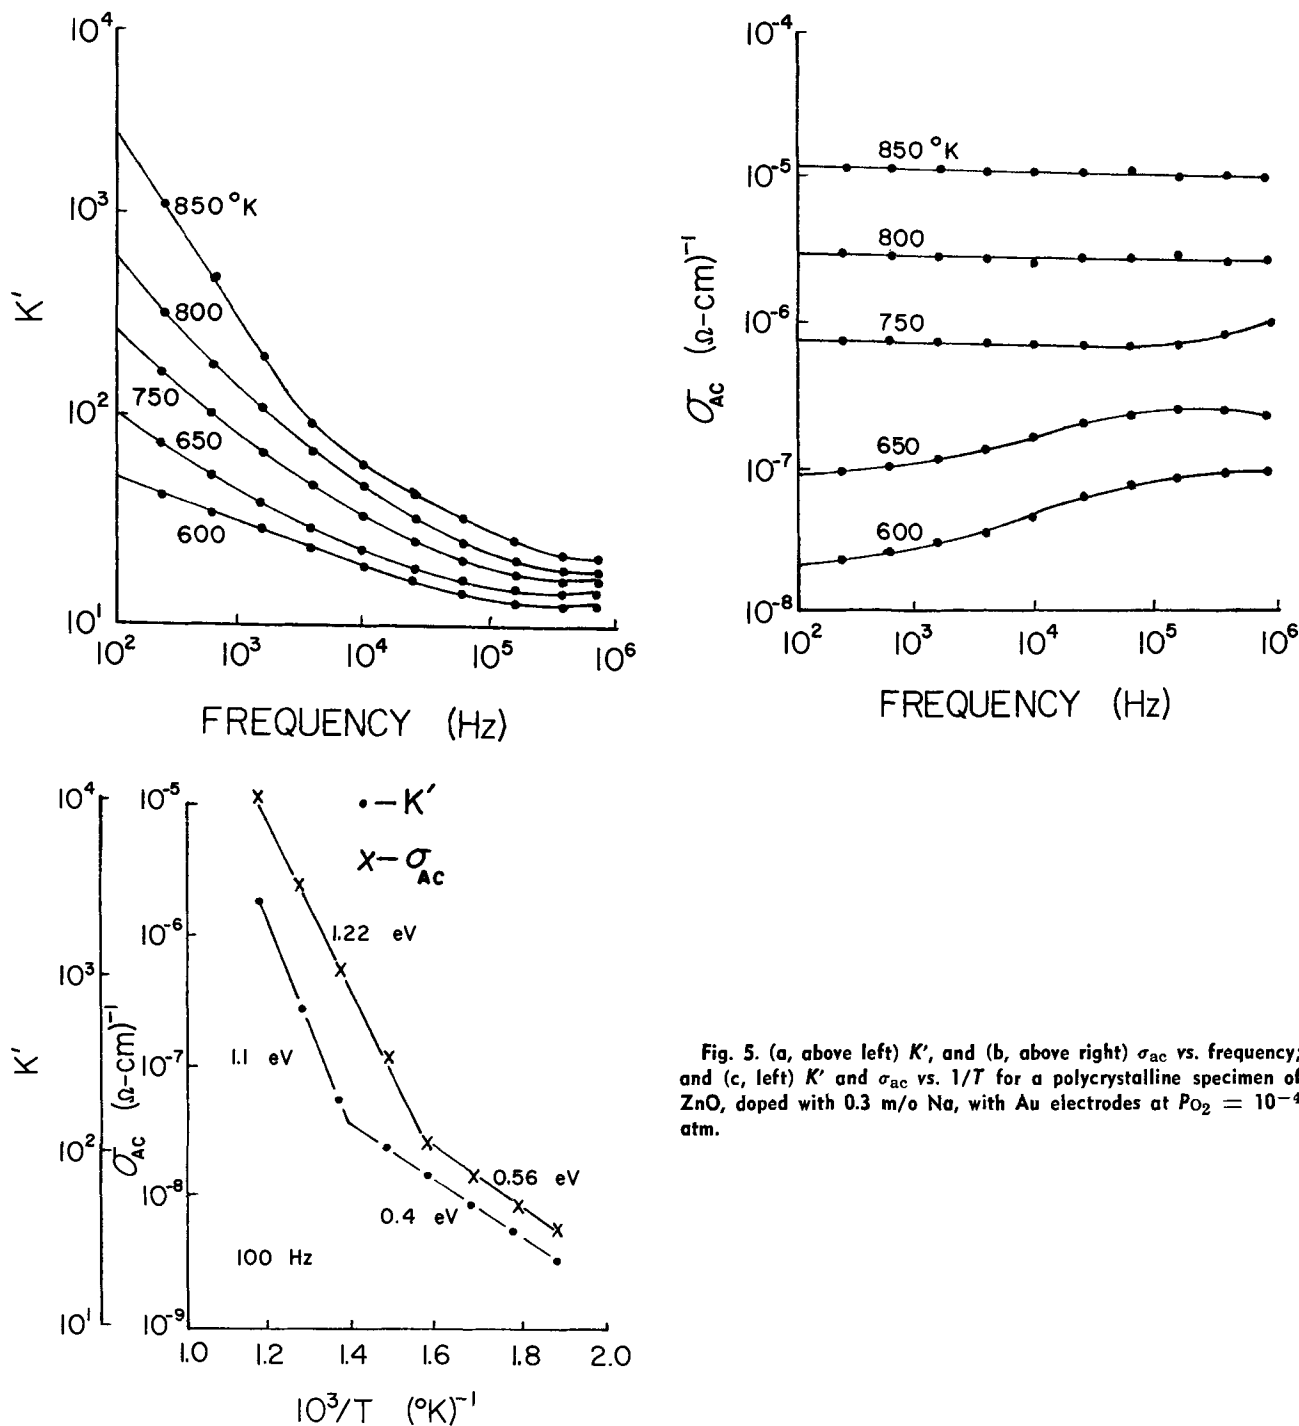 10⁴
10³
10²
10¹
K′
850 °K
800
750
650
600
10² 10³ 10⁴ 10⁵ 10⁶
FREQUENCY (Hz)
10⁻⁴
10⁻⁵
10⁻⁶
10⁻⁷
10⁻⁸
σAC (Ω-cm)⁻¹
850 °K
800
750
650
600
10² 10³ 10⁴ 10⁵ 10⁶
FREQUENCY (Hz)
10⁴
10³
10²
10¹
K′
10⁻⁵
10⁻⁶
10⁻⁷
10⁻⁸
10⁻⁹
σAC (Ω-cm)⁻¹
• – K′
X – σAC
1.22 eV
1.1 eV
0.56 eV
0.4 eV
100 Hz
1.0 1.2 1.4 1.6 1.8 2.0
10³/T (°K)⁻¹
Fig. 5. (a, above left) K′, and (b, above right) σac vs. frequency;
and (c, left) K′ and σac vs. 1/T for a polycrystalline specimen of
ZnO, doped with 0.3 m/o Na, with Au electrodes at PO₂ = 10⁻⁴
atm.